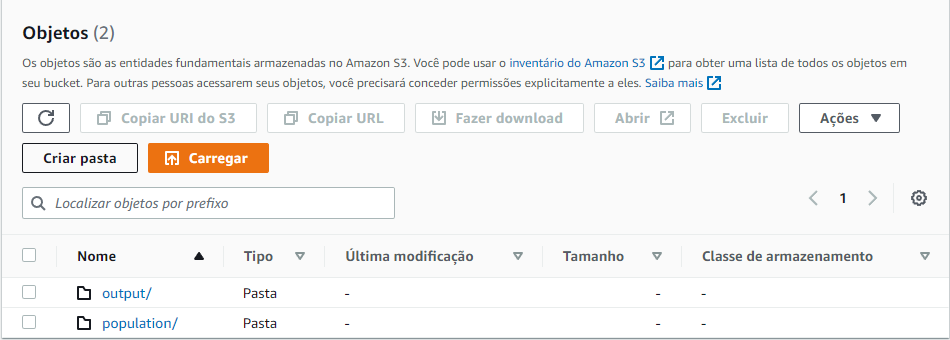 Objetos (2)
Os objetos são as entidades fundamentais armazenadas no Amazon S3. Você pode usar o inventário do Amazon S3 para obter uma lista de todos os objetos em
seu bucket. Para outras pessoas acessarem seus objetos, você precisará conceder permissões explicitamente a eles. Saiba mais
Copiar URI do S3 Copiar URL Fazer download Abrir Excluir Ações
Criar pasta Carregar
Localizar objetos por prefixo 1
Nome Tipo Última modificação Tamanho Classe de armazenamento
output/ Pasta - - -
population/ Pasta - - -